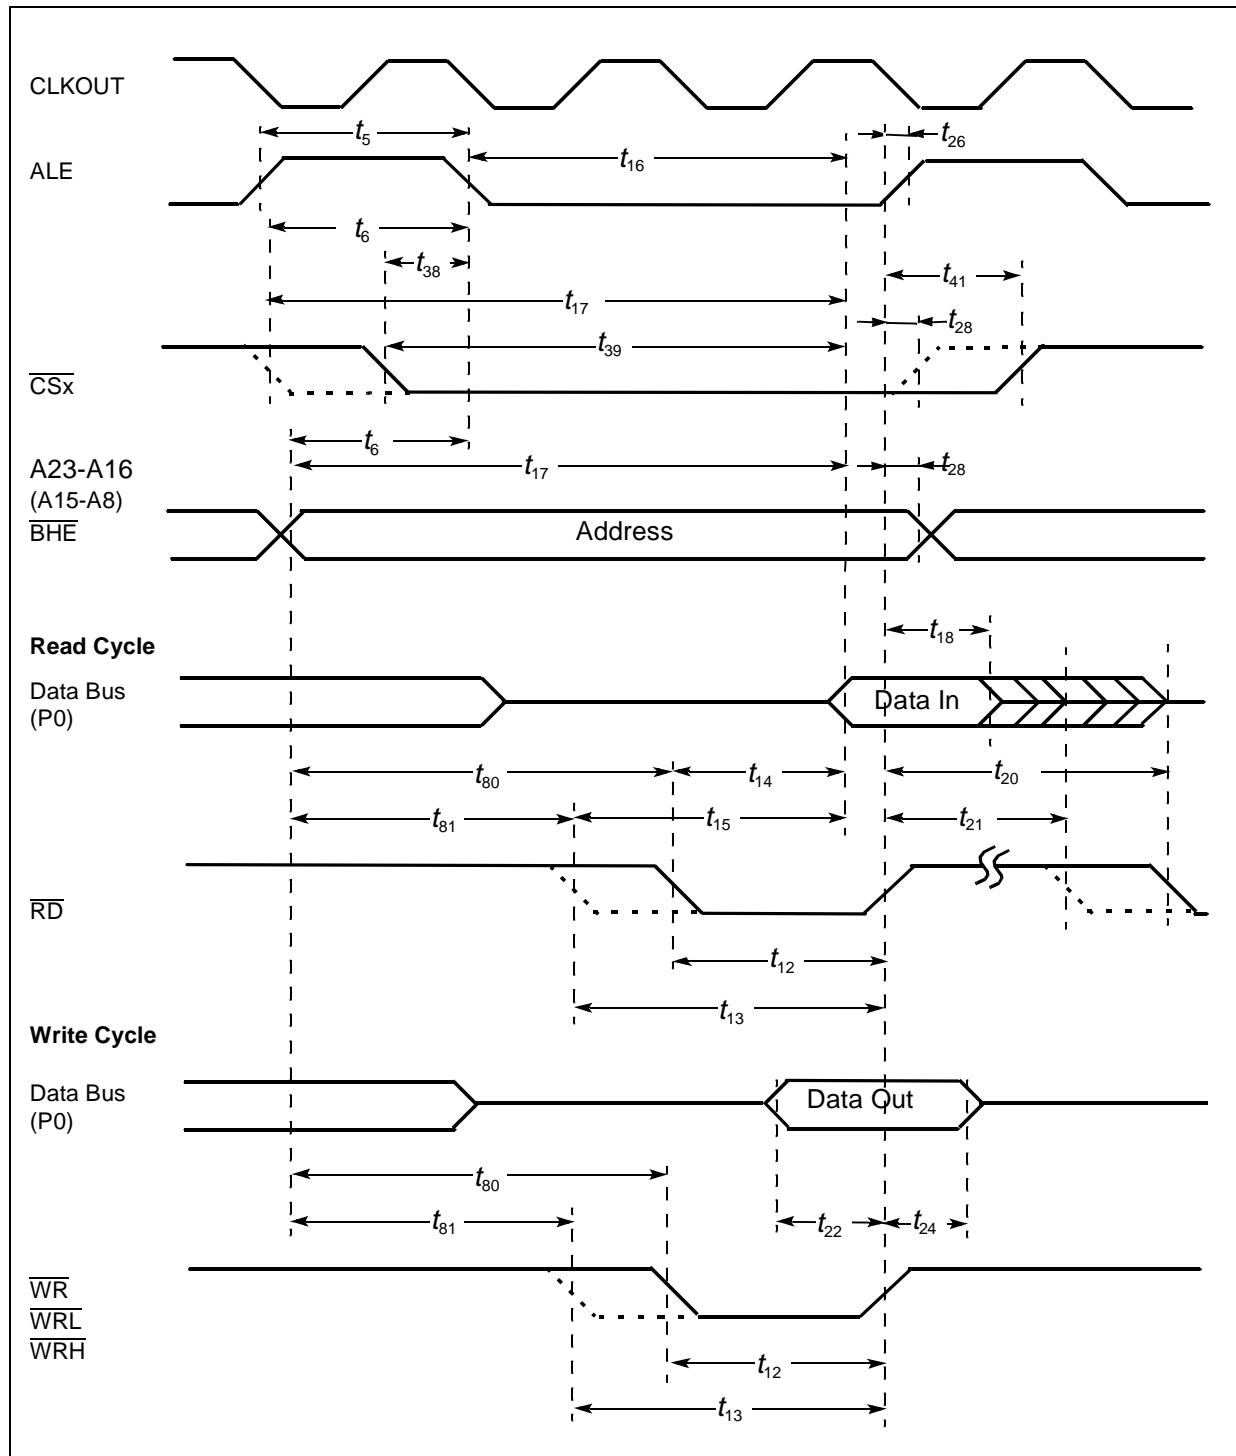 CLKOUT
t5
t26
ALE
t16
t6
t38
t41
t17
t28
t39
CSx
t6
A23-A16
t17
t28
(A15-A8)
BHE
Address
t18
Read Cycle
Data Bus
Data In
(P0)
t80
t14
t20
t81
t15
t21
RD
t12
t13
Write Cycle
Data Bus
Data Out
(P0)
t80
t81
t22
t24
WR
WRL
WRH
t12
t13